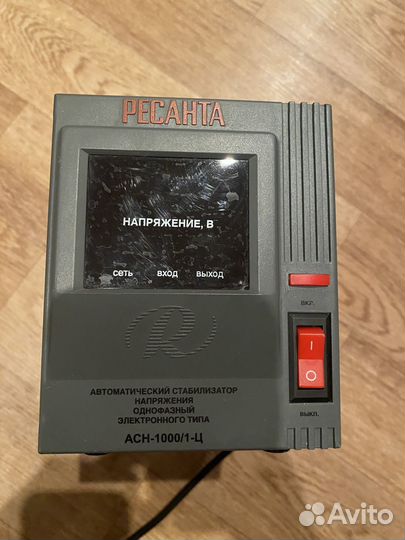 РЕСАНТА
НАПРЯЖЕНИЕ, В
СЕТЬ ВХОД ВЫХОД
ВКЛ.
I
O
ВЫКЛ.
АВТОМАТИЧЕСКИЙ СТАБИЛИЗАТОР
НАПРЯЖЕНИЯ
ОДНОФАЗНЫЙ
ЭЛЕКТРОННОГО ТИПА
АСН-1000/1-Ц
Avito